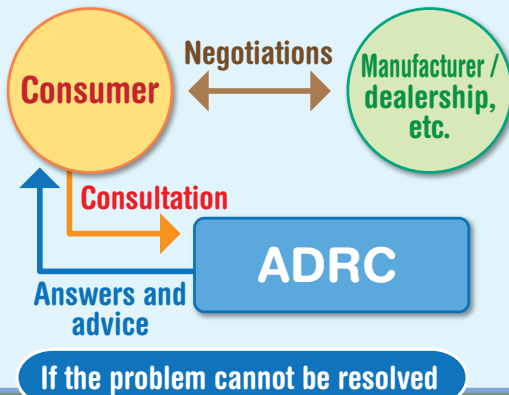 Negotiations
Consumer
Manufacturer /
dealership,
etc.
Consultation
ADRC
Answers and
advice
If the problem cannot be resolved